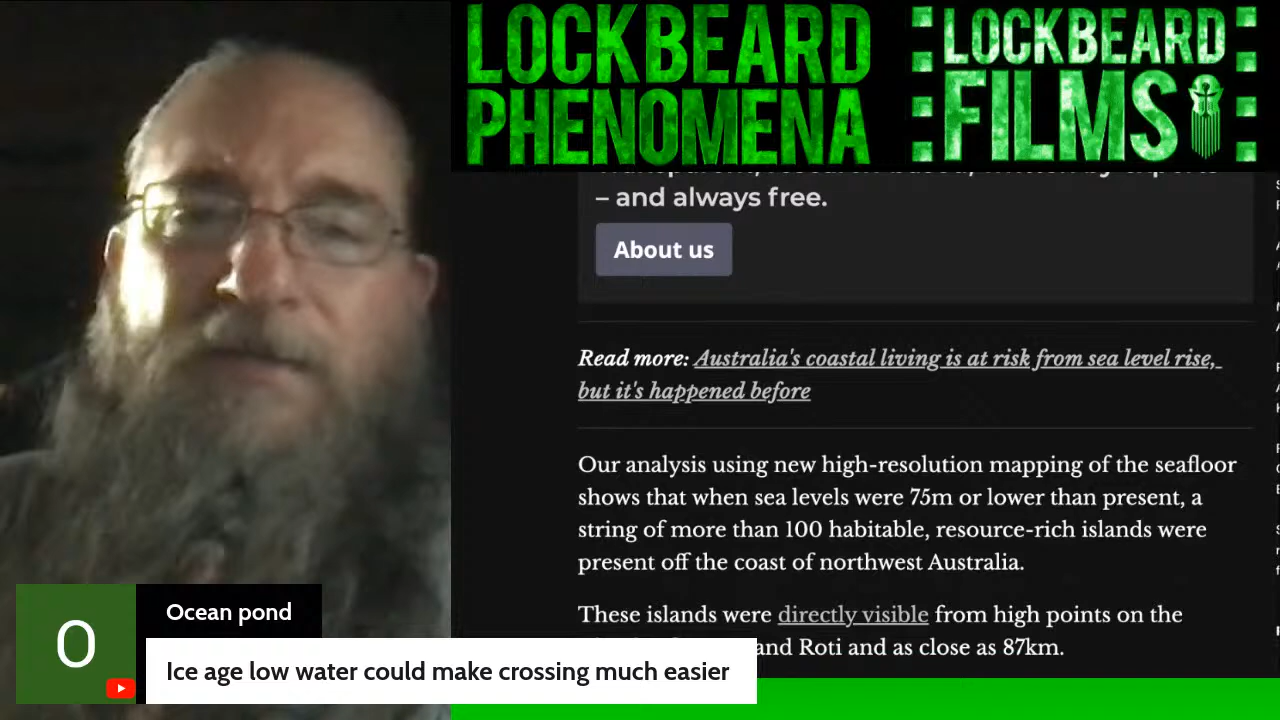 LOCKBEARD
PHENOMENA
LOCKBEARD
FILMS
– and always free.
About us
Read more: Australia's coastal living is at risk from sea level rise,
but it's happened before
Our analysis using new high-resolution mapping of the seafloor
shows that when sea levels were 75m or lower than present, a
string of more than 100 habitable, resource-rich islands were
present off the coast of northwest Australia.
These islands were directly visible from high points on the
and Roti and as close as 87km.
O
Ocean pond
Ice age low water could make crossing much easier